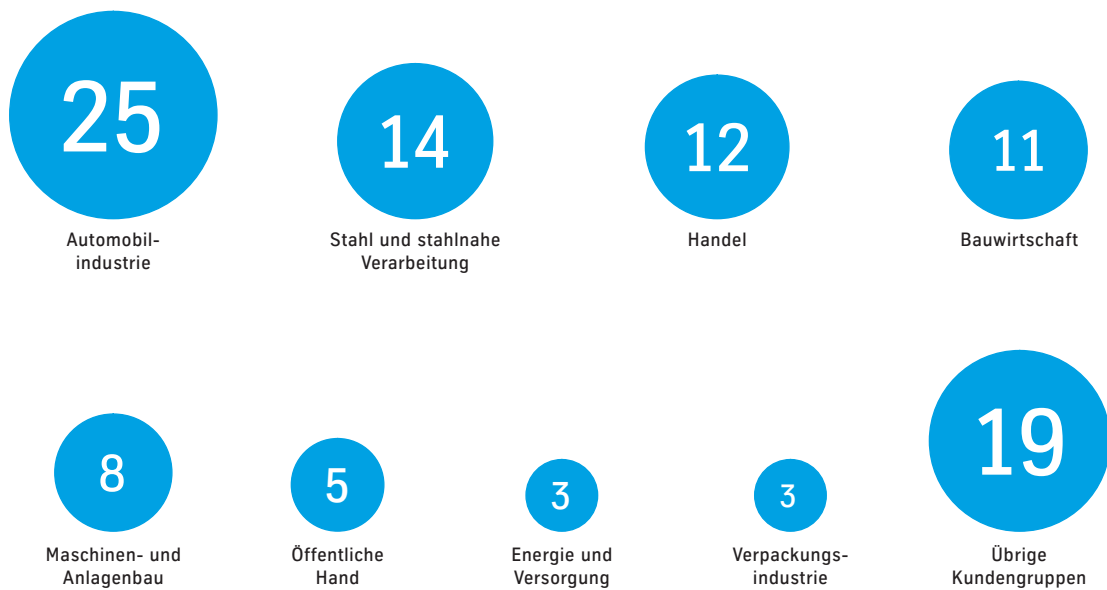 25
Automobil-
industrie
14
Stahl und stahlnahe
Verarbeitung
12
Handel
11
Bauwirtschaft
8
Maschinen- und
Anlagenbau
5
Öffentliche
Hand
3
Energie und
Versorgung
3
Verpackungs-
industrie
19
Übrige
Kundengruppen